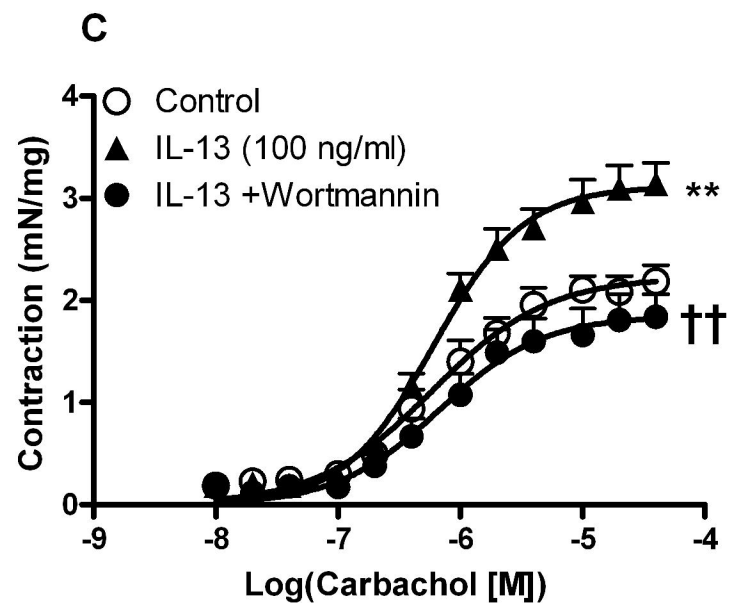 C
4
Control
IL-13 (100 ng/ml)
IL-13 +Wortmannin
3
**
2
††
1
0
Contraction (mN/mg)
-9 -8 -7 -6 -5 -4
Log(Carbachol [M])